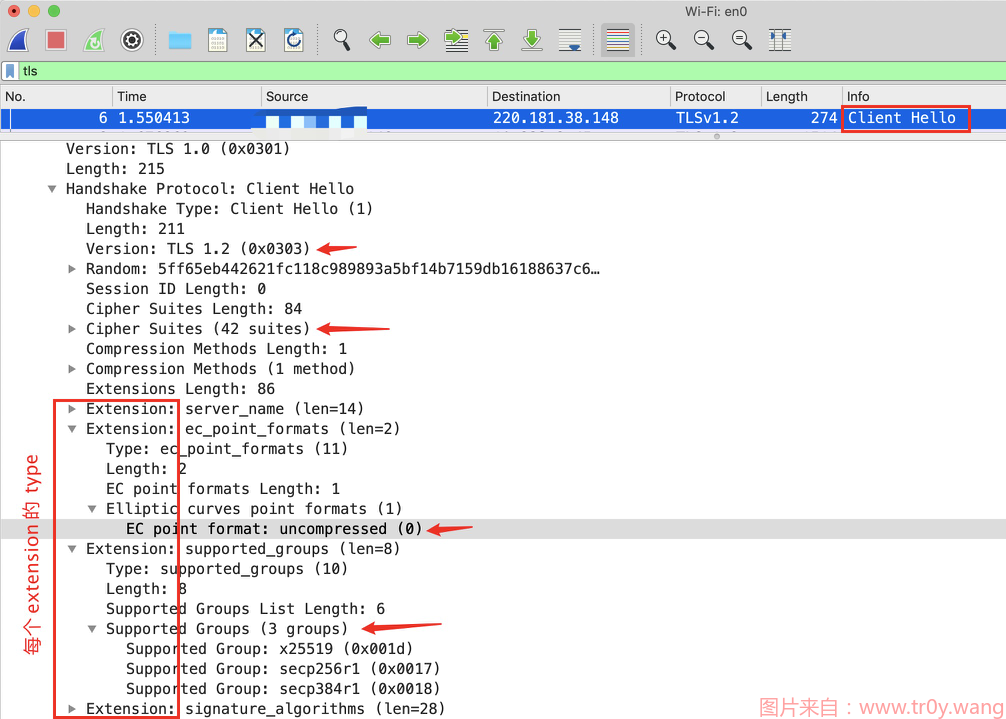 Wi-Fi: en0
tls
No. Time Source Destination Protocol Length Info
6 1.550413 220.181.38.148 TLSv1.2 274 Client Hello
Version: TLS 1.0 (0x0301)
Length: 215
Handshake Protocol: Client Hello
Handshake Type: Client Hello (1)
Length: 211
Version: TLS 1.2 (0x0303)
Random: 5ff65eb442621fc118c989893a5bf14b7159db16188637c6…
Session ID Length: 0
Cipher Suites Length: 84
Cipher Suites (42 suites)
Compression Methods Length: 1
Compression Methods (1 method)
Extensions Length: 86
Extension: server_name (len=14)
Extension: ec_point_formats (len=2)
Type: ec_point_formats (11)
Length: 2
EC point formats Length: 1
Elliptic curves point formats (1)
EC point format: uncompressed (0)
Extension: supported_groups (len=8)
Type: supported_groups (10)
Length: 8
Supported Groups List Length: 6
Supported Groups (3 groups)
Supported Group: x25519 (0x001d)
Supported Group: secp256r1 (0x0017)
Supported Group: secp384r1 (0x0018)
Extension: signature_algorithms (len=28)
每个 extension 的 type
图片来自：www.tr0y.wang